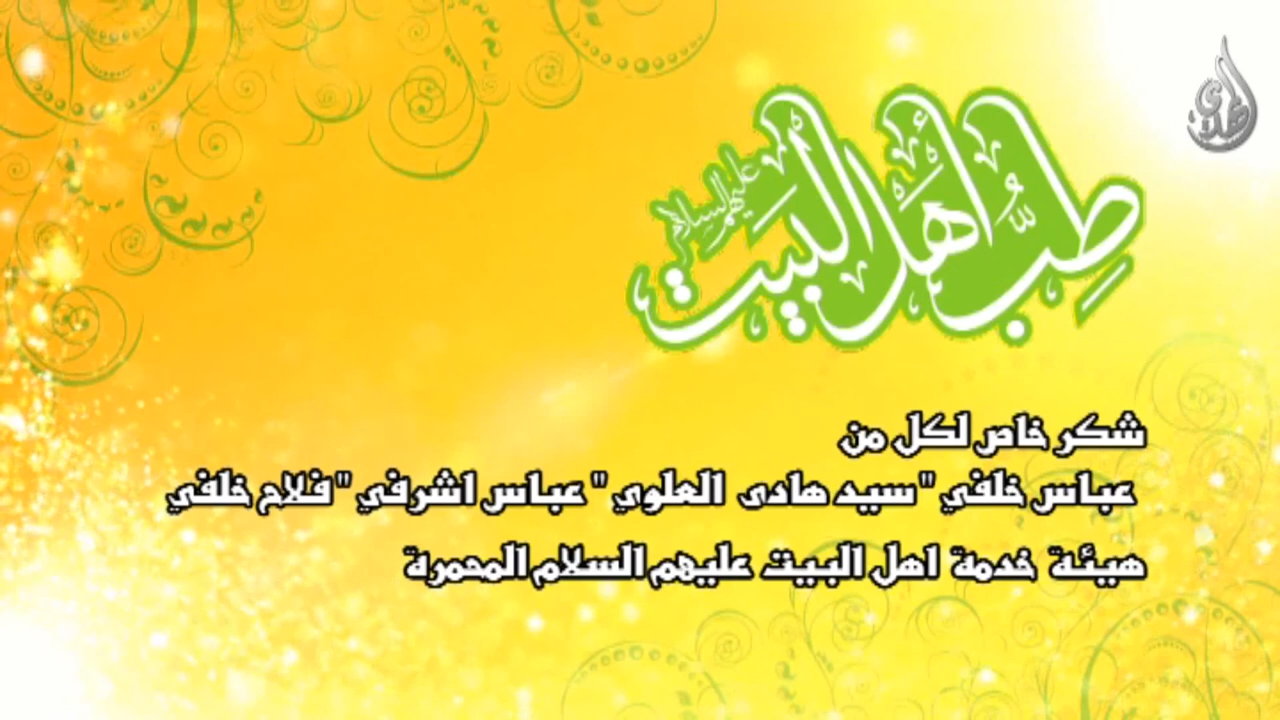 الهادي
طِبُّ أهل البيت
عليهم السلام
شكر خاص لكل من
عباس خلفي " سيد هادى العلوي " عباس اشرفي " فلاح خلفي
هيئة خدمة اهل البيت عليهم السلام المحمرة